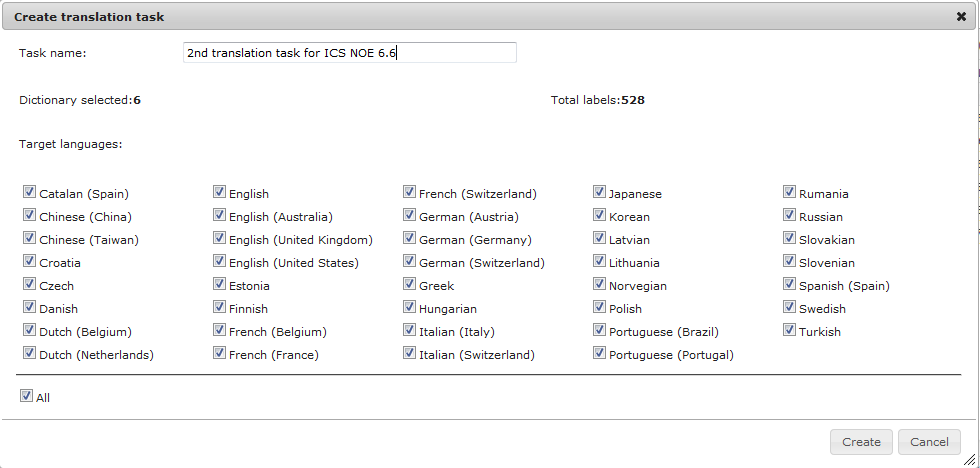 Create translation task
Task name: 2nd translation task for ICS NOE 6.6
Dictionary selected:6 Total labels:528
Target languages:
Catalan (Spain) English French (Switzerland) Japanese Rumania
Chinese (China) English (Australia) German (Austria) Korean Russian
Chinese (Taiwan) English (United Kingdom) German (Germany) Latvian Slovakian
Croatia English (United States) German (Switzerland) Lithuania Slovenian
Czech Estonia Greek Norvegian Spanish (Spain)
Danish Finnish Hungarian Polish Swedish
Dutch (Belgium) French (Belgium) Italian (Italy) Portuguese (Brazil) Turkish
Dutch (Netherlands) French (France) Italian (Switzerland) Portuguese (Portugal)
All
Create Cancel